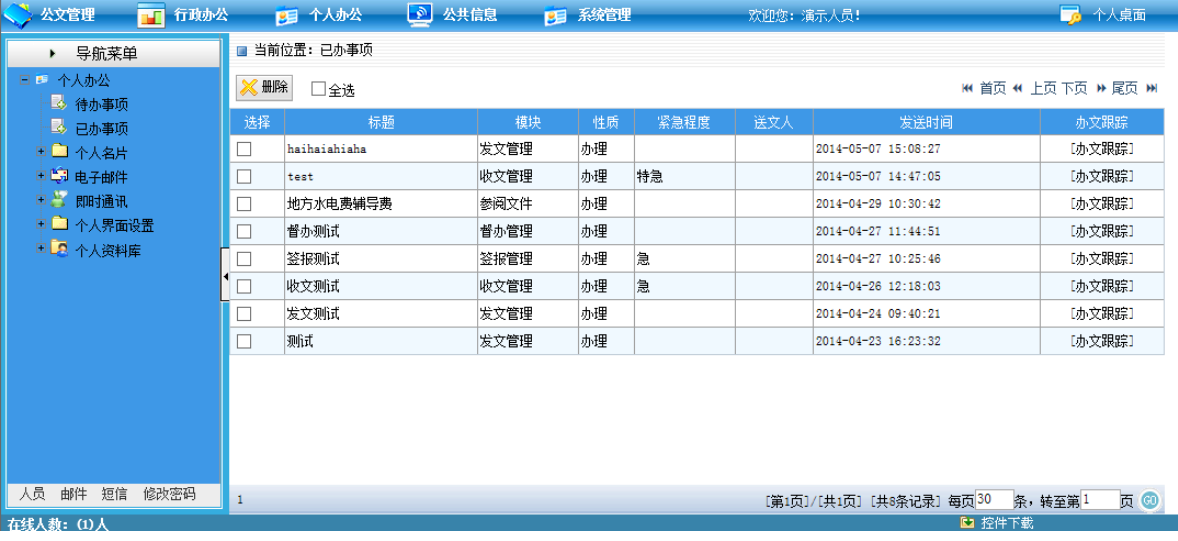 公文管理 行政办公 个人办公 公共信息 系统管理 欢迎您：演示人员！ 个人桌面
导航菜单
个人办公
待办事项
已办事项
个人名片
电子邮件
即时通讯
个人界面设置
个人资料库
人员 邮件 短信 修改密码
当前位置：已办事项
删除 全选 首页 上页 下页 尾页
选择 标题 模块 性质 紧急程度 送文人 发送时间 办文跟踪
haihaiahiaha 发文管理 办理 2014-05-07 15:08:27 [办文跟踪]
test 收文管理 办理 特急 2014-05-07 14:47:05 [办文跟踪]
地方水电费辅导费 参阅文件 办理 2014-04-29 10:30:42 [办文跟踪]
督办测试 督办管理 办理 2014-04-27 11:44:51 [办文跟踪]
签报测试 签报管理 办理 急 2014-04-27 10:25:46 [办文跟踪]
收文测试 收文管理 办理 急 2014-04-26 12:18:03 [办文跟踪]
发文测试 发文管理 办理 2014-04-24 09:40:21 [办文跟踪]
测试 发文管理 办理 2014-04-23 16:23:32 [办文跟踪]
1 [第1页]/[共1页] [共8条记录] 每页30 条，转至第1 页 GO
在线人数：(1)人 控件下载